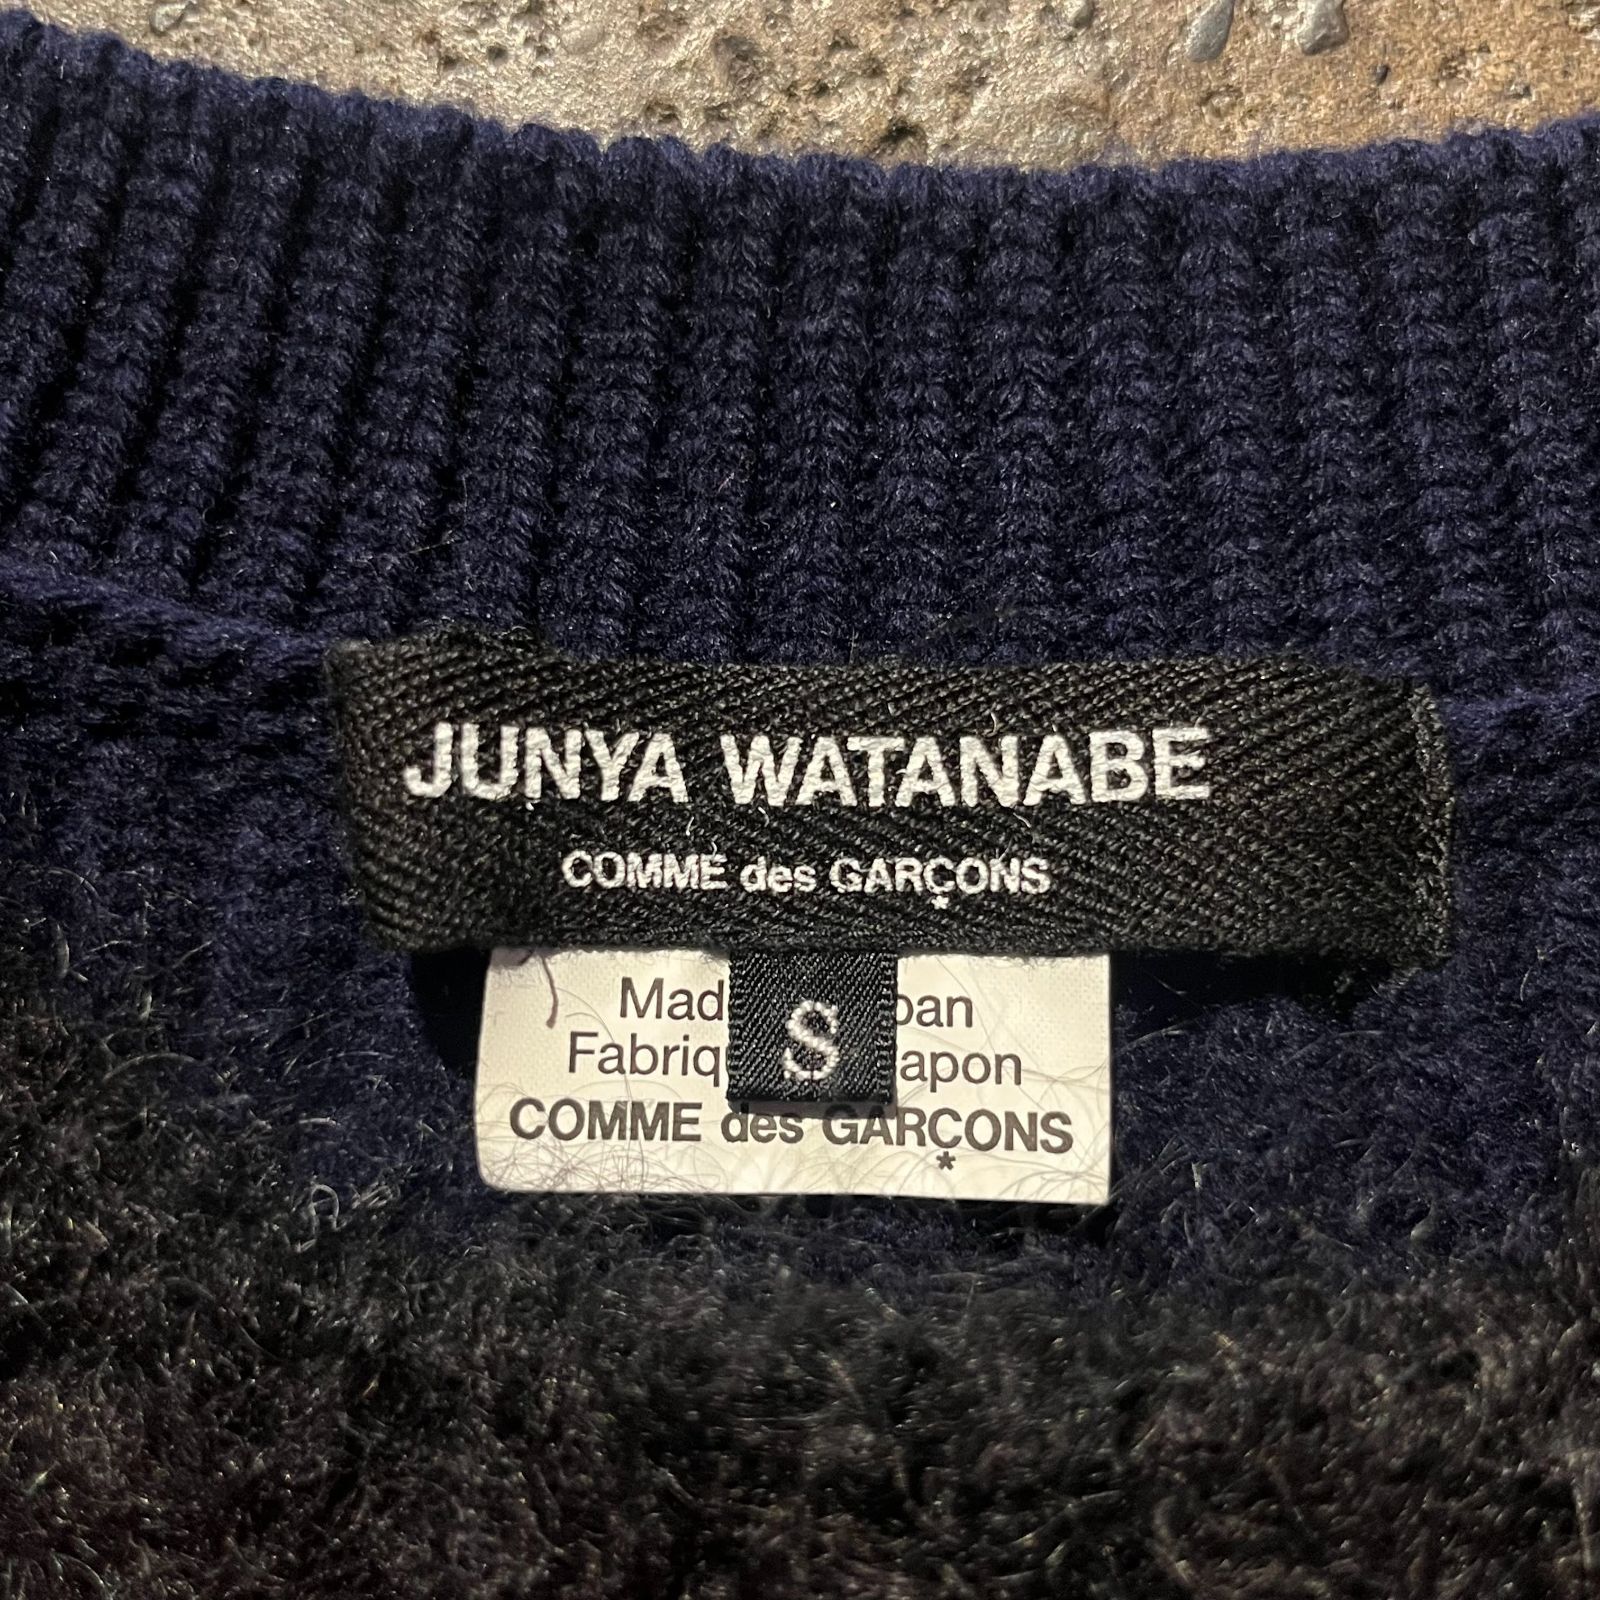 JUNYA WATANABE
COMME des GARÇONS
*
Mad S pan
Fabriq apon
COMME des GARÇONS
*